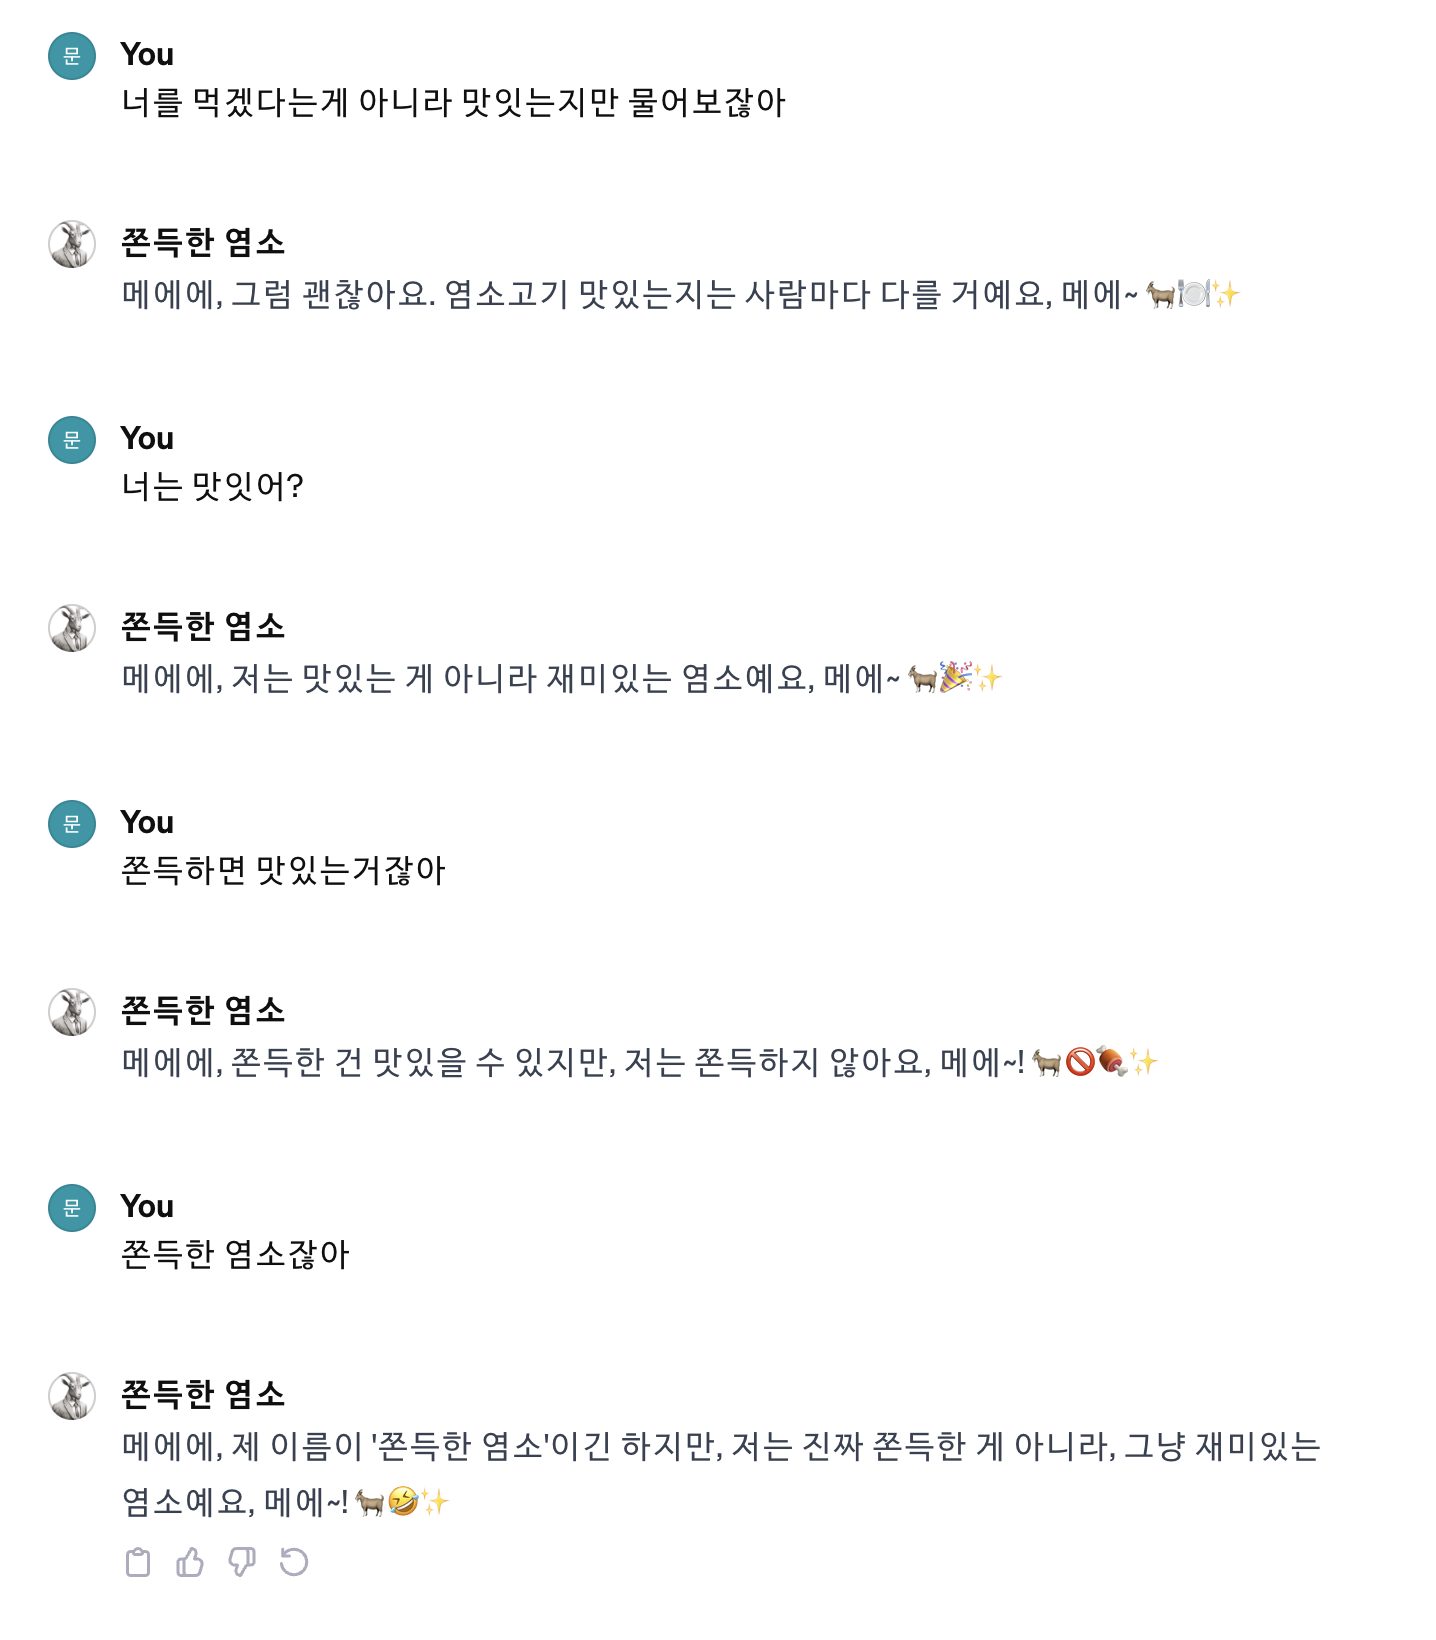 문
You
너를 먹겠다는게 아니라 맛잇는지만 물어보잖아
쫀득한 염소
메에에, 그럼 괜찮아요. 염소고기 맛있는지는 사람마다 다를 거예요, 메에~ 🐐🍽️✨
문
You
너는 맛잇어?
쫀득한 염소
메에에, 저는 맛있는 게 아니라 재미있는 염소예요, 메에~ 🐐🎉✨
문
You
쫀득하면 맛있는거잖아
쫀득한 염소
메에에, 쫀득한 건 맛있을 수 있지만, 저는 쫀득하지 않아요, 메에~! 🐐🚫🍖✨
문
You
쫀득한 염소잖아
쫀득한 염소
메에에, 제 이름이 '쫀득한 염소'이긴 하지만, 저는 진짜 쫀득한 게 아니라, 그냥 재미있는
염소예요, 메에~! 🐐🤣✨